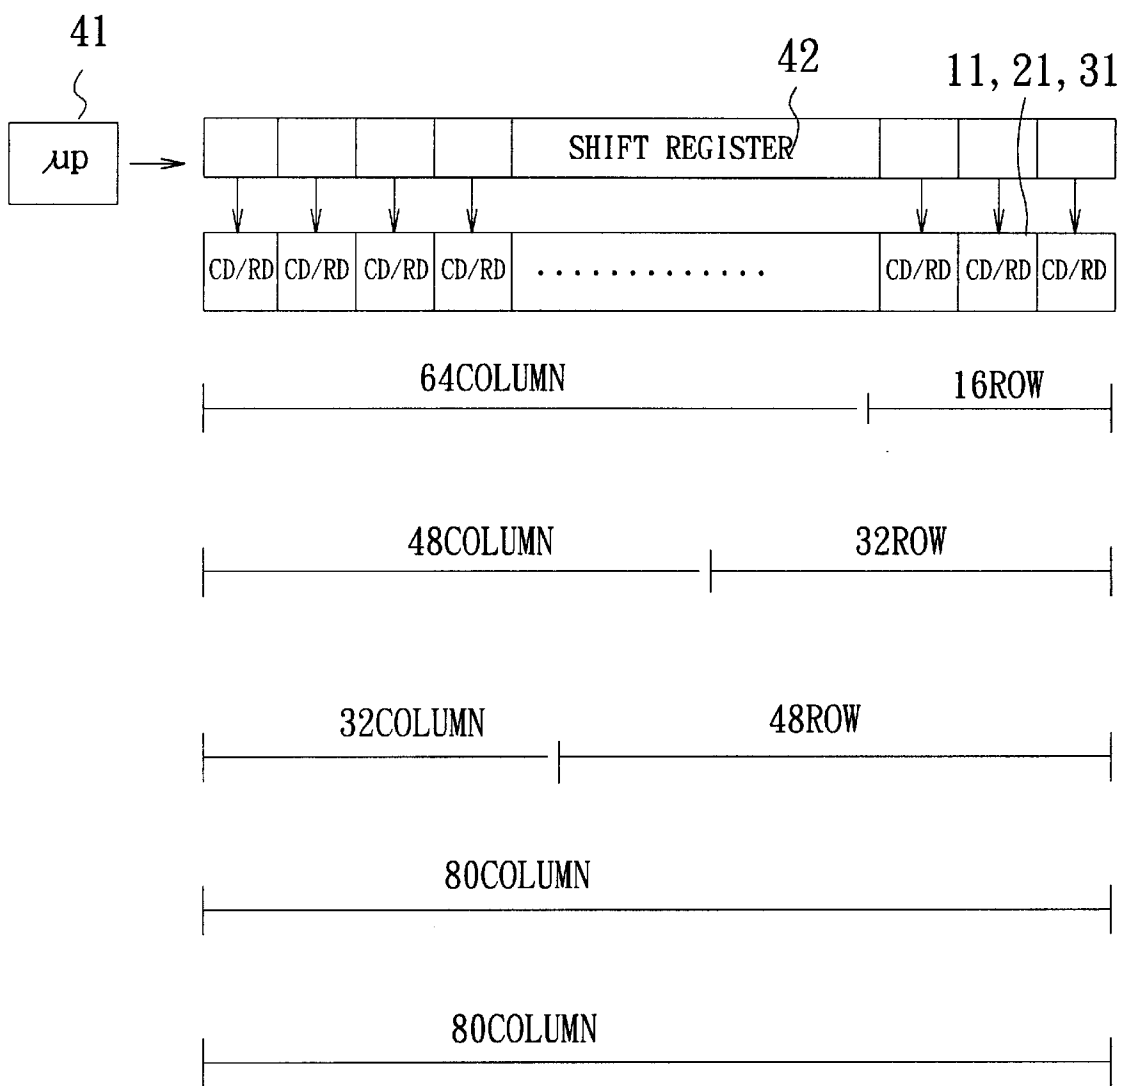 41
42
11, 21, 31
μp
SHIFT REGISTER
CD/RD CD/RD CD/RD CD/RD ............. CD/RD CD/RD CD/RD
64COLUMN 16ROW
48COLUMN 32ROW
32COLUMN 48ROW
80COLUMN
80COLUMN